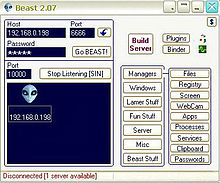 Beast 2.07
Host
Port
192.168.0.198
6666
Password
*****
Go BEAST!
Build
Server
Plugins
Binder
$
Port
10000
Stop Listening [SIN]
192.168.0.198
Managers
Windows
Lamer Stuff
Fun Stuff
Server
Misc
Beast Stuff
Files
Registry
Screen
WebCam
Apps
Processes
Services
Clipboard
Passwords
Disconnected [1 server available]